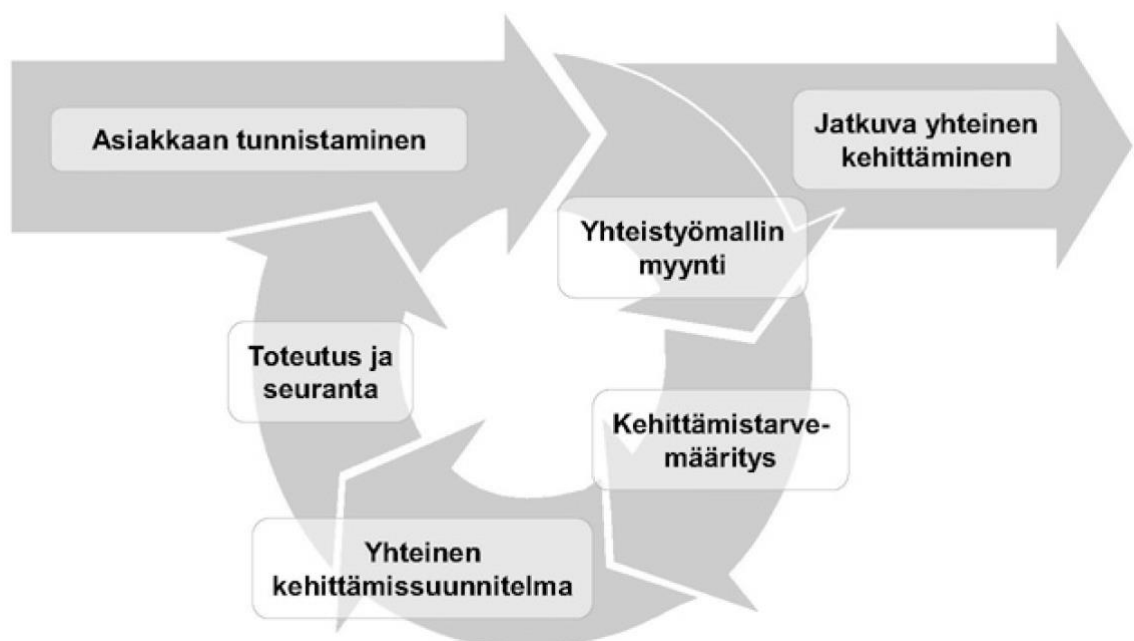 Asiakkaan tunnistaminen
Jatkuva yhteinen
kehittäminen
Yhteistyömallin
myynti
Kehittämistarve-
määritys
Yhteinen
kehittämissuunnitelma
Toteutus ja
seuranta